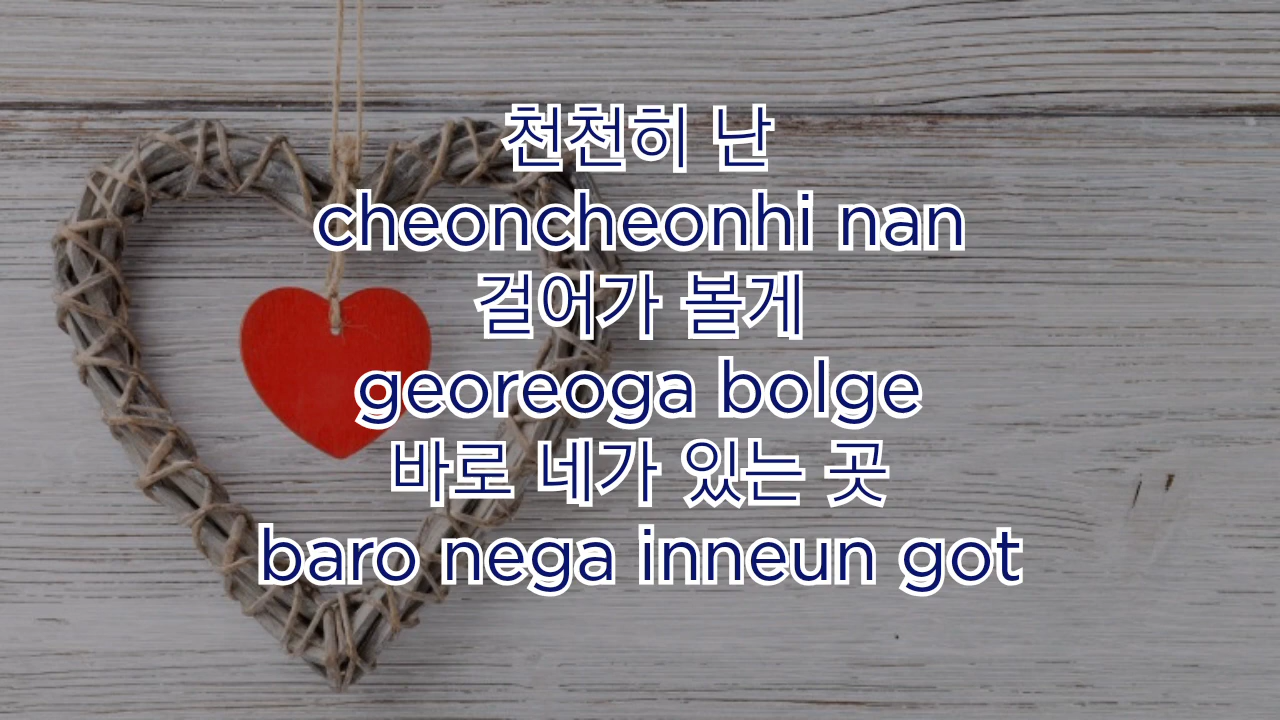 천천히 난
cheoncheonhi nan
걸어가 볼게
georeoga bolge
바로 네가 있는 곳
baro nega inneun got